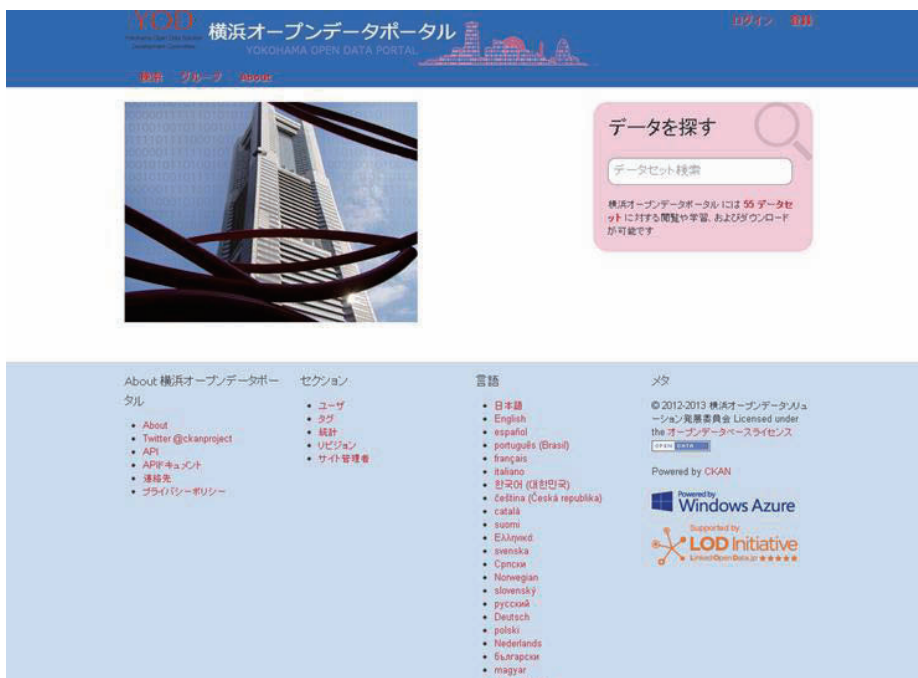 YOD
Yokohama Open Data Solution
Development Committee
横浜オープンデータポータル
YOKOHAMA OPEN DATA PORTAL
ログイン 登録
検索 グループ About
データを探す
データセット検索
横浜オープンデータポータル には 55 データセ
ット に対する閲覧や学習、およびダウンロード
が可能です
About 横浜オープンデータポー
タル
• About
• Twitter @ckanproject
• API
• APIドキュメント
• 連絡先
• プライバシーポリシー
セクション
• ユーザ
• タグ
• 統計
• リビジョン
• サイト管理者
言語
• 日本語
• English
• español
• português (Brasil)
• français
• italiano
• 한국어 (대한민국)
• čeština (Česká republika)
• català
• suomi
• Ελληνικά
• svenska
• Српски
• Norwegian
• slovenský
• русский
• Deutsch
• polski
• Nederlands
• български
• magyar
メタ
© 2012-2013 横浜オープンデータソリュ
ーション発展委員会 Licensed under
the オープンデータベースライセンス
OPEN DATA
Powered by CKAN
Powered by
Windows Azure
Supported by
LOD Initiative
LinkedOpenData.jp ★★★★★